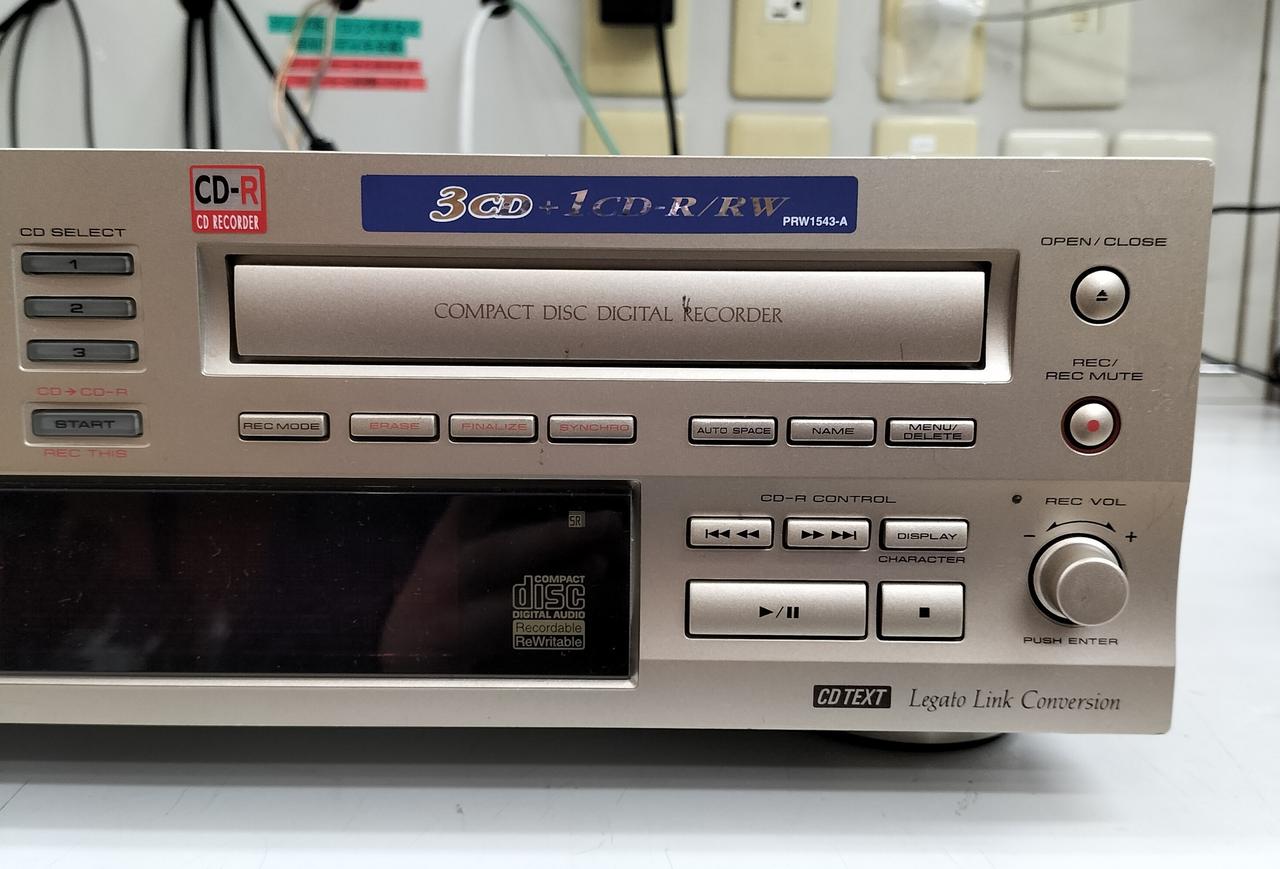 CD-R
CD RECORDER
3CD+1CD-R/RW
PRW1543-A
CD SELECT
1
2
3
CD→CD-R
START
REC THIS
COMPACT DISC DIGITAL RECORDER
OPEN/CLOSE
REC/
REC MUTE
REC MODE
ERASE
FINALIZE
SYNCHRO
AUTO SPACE
NAME
MENU/
DELETE
SR
COMPACT
disc
DIGITAL AUDIO
Recordable
ReWritable
CD-R CONTROL
DISPLAY
CHARACTER
REC VOL
− +
PUSH ENTER
CD TEXT
Legato Link Conversion